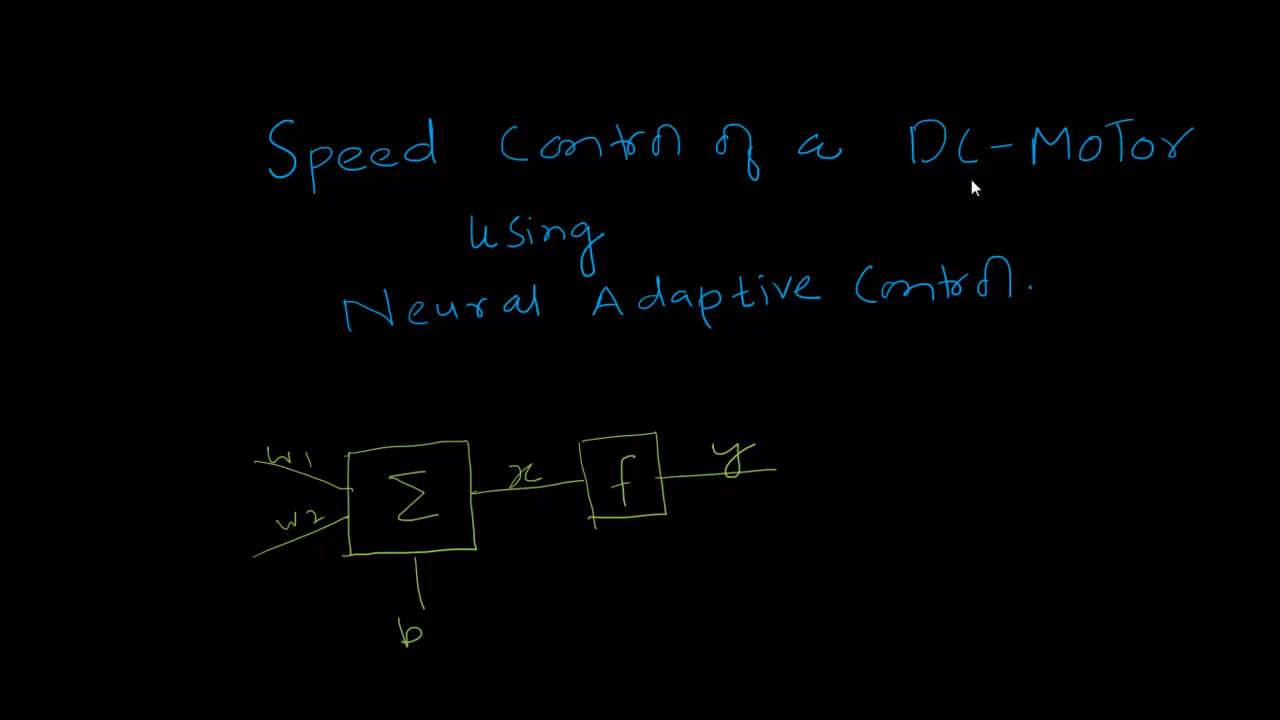 Speed Control of a DC-MOTOR
using
Neural Adaptive Control.
w1
w2
Σ
x
f
y
b